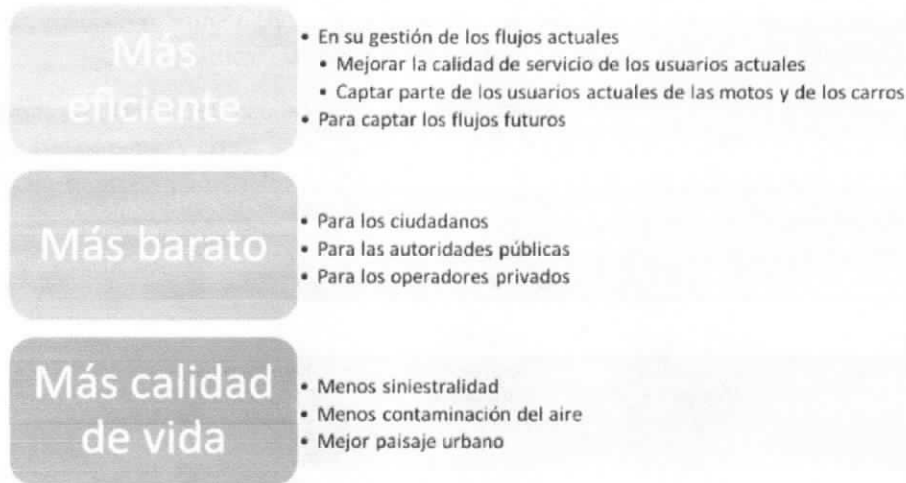 Más
eficiente
• En su gestión de los flujos actuales
• Mejorar la calidad de servicio de los usuarios actuales
• Captar parte de los usuarios actuales de las motos y de los carros
• Para captar los flujos futuros
Más barato
• Para los ciudadanos
• Para las autoridades públicas
• Para los operadores privados
Más calidad
de vida
• Menos siniestralidad
• Menos contaminación del aire
• Mejor paisaje urbano